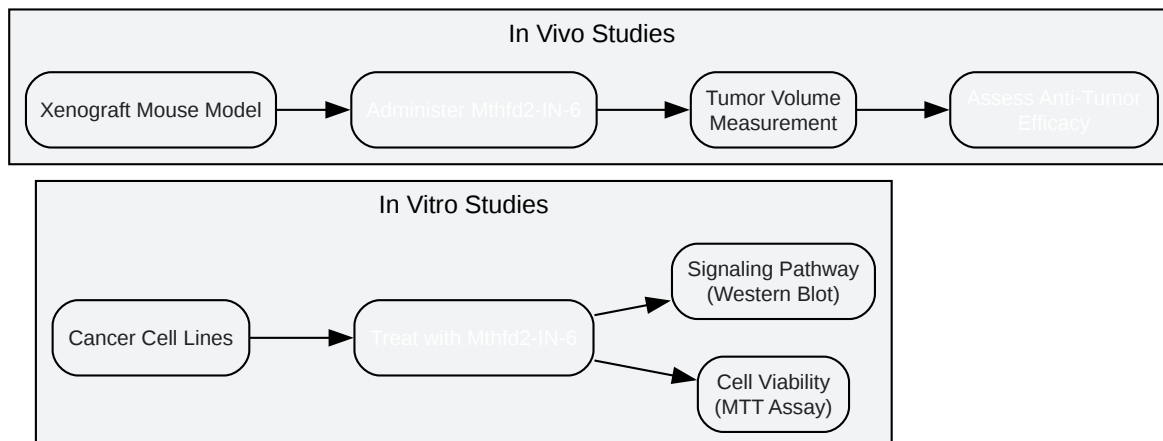 In Vivo Studies
Xenograft Mouse Model
Administer Mthfd2-IN-6
Tumor Volume
Measurement
Assess Anti-Tumor
Efficacy
In Vitro Studies
Cancer Cell Lines
Treat with Mthfd2-IN-6
Signaling Pathway
(Western Blot)
Cell Viability
(MTT Assay)